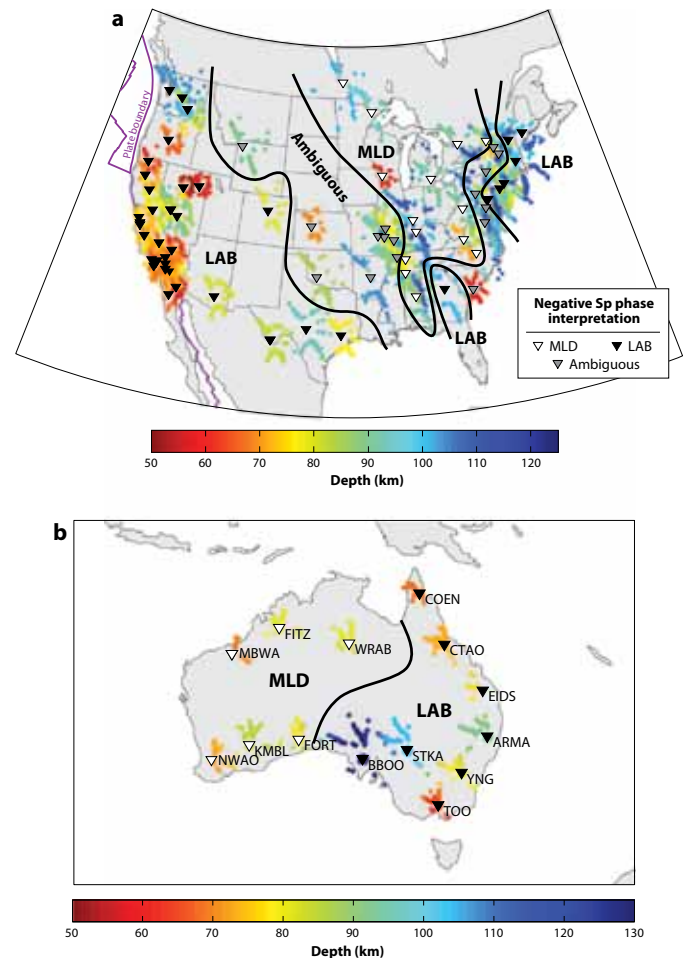 a
Plate boundary
Ambiguous
MLD
LAB
LAB
LAB
Negative Sp phase
interpretation
MLD
LAB
Ambiguous
50 60 70 80 90 100 110 120
Depth (km)
b
COEN
FITZ
WRAB
CTAO
MBWA
MLD
EIDS
LAB
ARMA
FORT
KMBL
STKA
NWAO
BBOO
YNG
TOO
50 60 70 80 90 100 110 120 130
Depth (km)